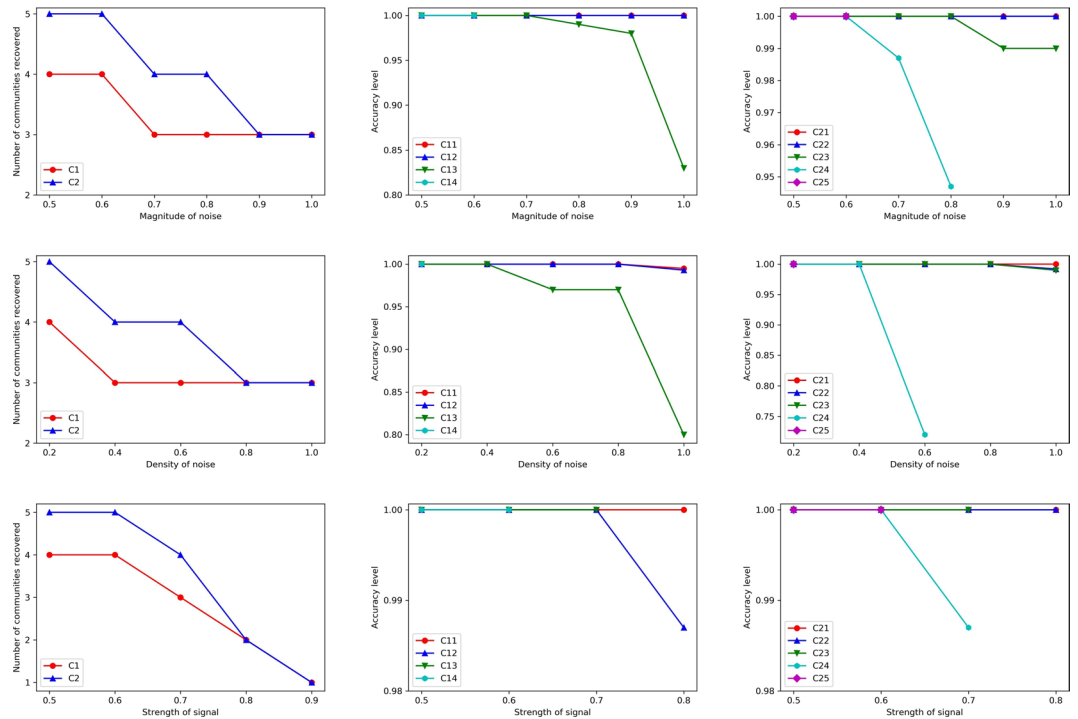 Number of communities recovered
5
4
3
2
C1
C2
0.5 0.6 0.7 0.8 0.9 1.0
Magnitude of noise
Accuracy level
1.00
0.95
0.90
0.85
0.80
C11
C12
C13
C14
0.5 0.6 0.7 0.8 0.9 1.0
Magnitude of noise
Accuracy level
1.00
0.99
0.98
0.97
0.96
0.95
C21
C22
C23
C24
C25
0.5 0.6 0.7 0.8 0.9 1.0
Magnitude of noise
Number of communities recovered
5
4
3
2
C1
C2
0.2 0.4 0.6 0.8 1.0
Density of noise
Accuracy level
1.00
0.95
0.90
0.85
0.80
C11
C12
C13
C14
0.2 0.4 0.6 0.8 1.0
Density of noise
Accuracy level
1.00
0.95
0.90
0.85
0.80
0.75
C21
C22
C23
C24
C25
0.2 0.4 0.6 0.8 1.0
Density of noise
Number of communities recovered
5
4
3
2
1
C1
C2
0.5 0.6 0.7 0.8 0.9
Strength of signal
Accuracy level
1.00
0.99
0.98
C11
C12
C13
C14
0.5 0.6 0.7 0.8
Strength of signal
Accuracy level
1.00
0.99
0.98
C21
C22
C23
C24
C25
0.5 0.6 0.7 0.8
Strength of signal